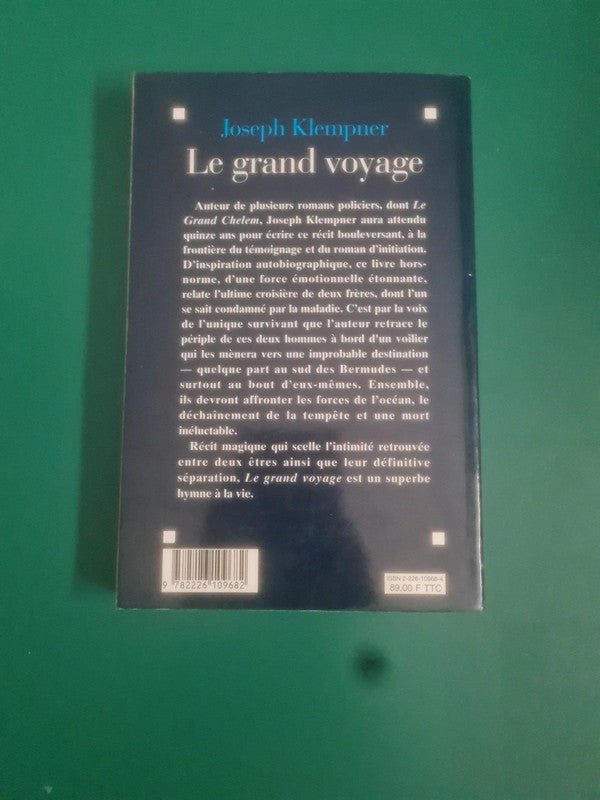 Joseph Klempner
Le grand voyage
Auteur de plusieurs romans policiers, dont Le
Grand Chelem, Joseph Klempner aura attendu
quinze ans pour écrire ce récit bouleversant, à la
frontière du témoignage et du roman d'initiation.
D'inspiration autobiographique, ce livre hors-
norme, d'une force émotionnelle étonnante,
relate l'ultime croisière de deux frères, dont l'un
se sait condamné par la maladie. C'est par la voix
de l'unique survivant que l'auteur retrace le
périple de ces deux hommes à bord d'un voilier
qui les mènera vers une improbable destination
— quelque part au sud des Bermudes — et
surtout au bout d'eux-mêmes. Ensemble,
ils devront affronter les forces de l'océan, le
déchaînement de la tempête et une mort
inéluctable.
Récit magique qui scelle l'intimité retrouvée
entre deux êtres ainsi que leur définitive
séparation, Le grand voyage est un superbe
hymne à la vie.
9 782226 109682
ISBN 2-226-10968-4
89,00 F TTC